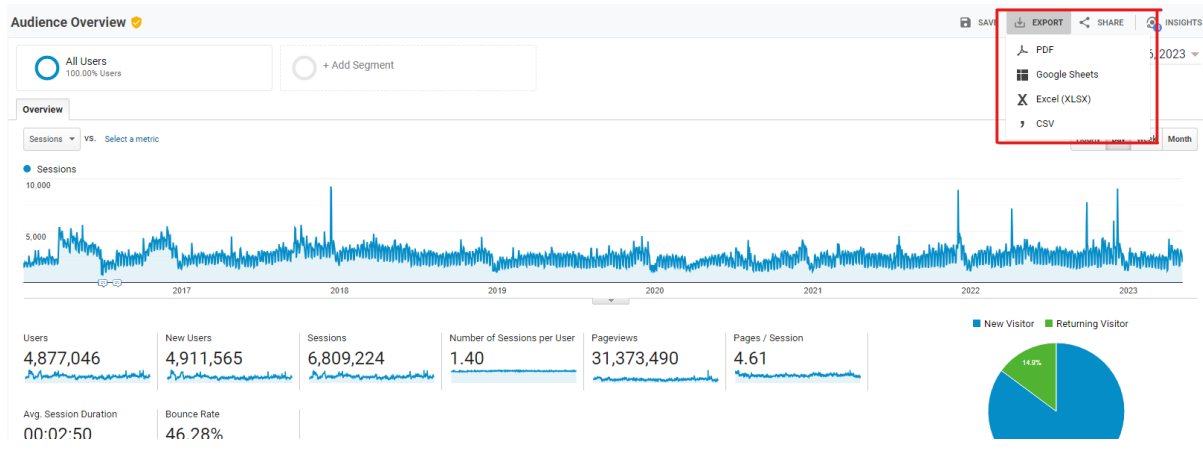 Audience Overview
SAVE EXPORT SHARE INSIGHTS
All Users
100.00% Users
+ Add Segment
PDF
Google Sheets
Excel (XLSX)
CSV
2023
Overview
Sessions VS. Select a metric
Month
Sessions
10,000
5,000
2017 2018 2019 2020 2021 2022 2023
New Visitor Returning Visitor
Users
4,877,046
New Users
4,911,565
Sessions
6,809,224
Number of Sessions per User
1.40
Pageviews
31,373,490
Pages / Session
4.61
14.9%
Avg. Session Duration
00:02:50
Bounce Rate
46.28%